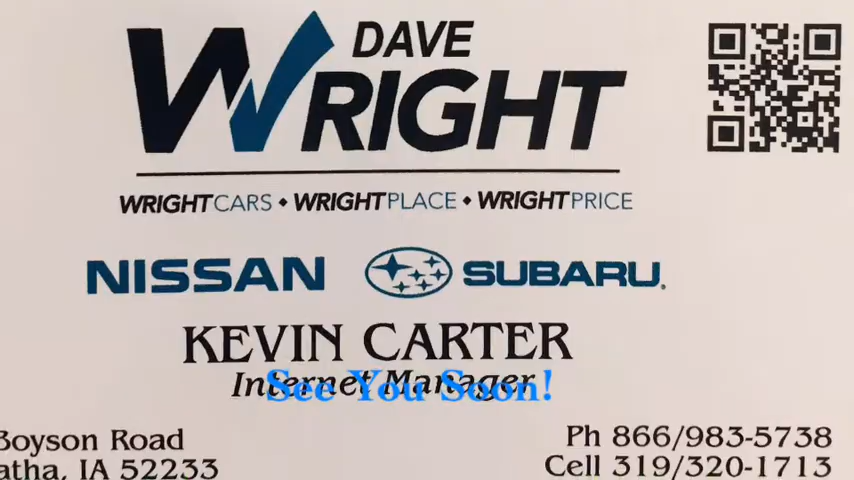 DAVE
WRIGHT
WRIGHTCARS • WRIGHTPLACE • WRIGHTPRICE
NISSAN SUBARU.
KEVIN CARTER
Internet Manager
See You Soon!
Boyson Road
atha, IA 52233
Ph 866/983-5738
Cell 319/320-1713